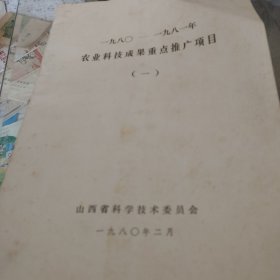 一九八〇—一九八一年
农业科技成果重点推广项目
（一）
山西省科学技术委员会
一九八〇年二月